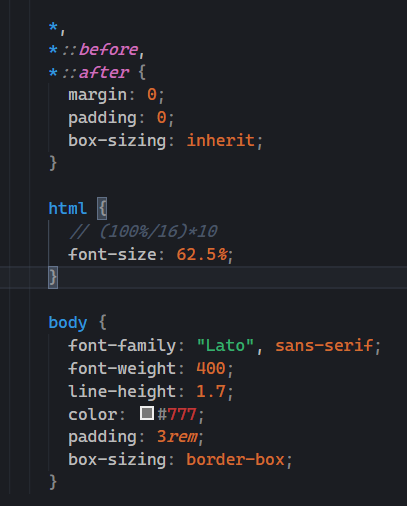 *,
*::before,
*::after {
  margin: 0;
  padding: 0;
  box-sizing: inherit;
}
html {
  // (100%/16)*10
  font-size: 62.5%;
}
body {
  font-family: "Lato", sans-serif;
  font-weight: 400;
  line-height: 1.7;
  color: #777;
  padding: 3rem;
  box-sizing: border-box;
}